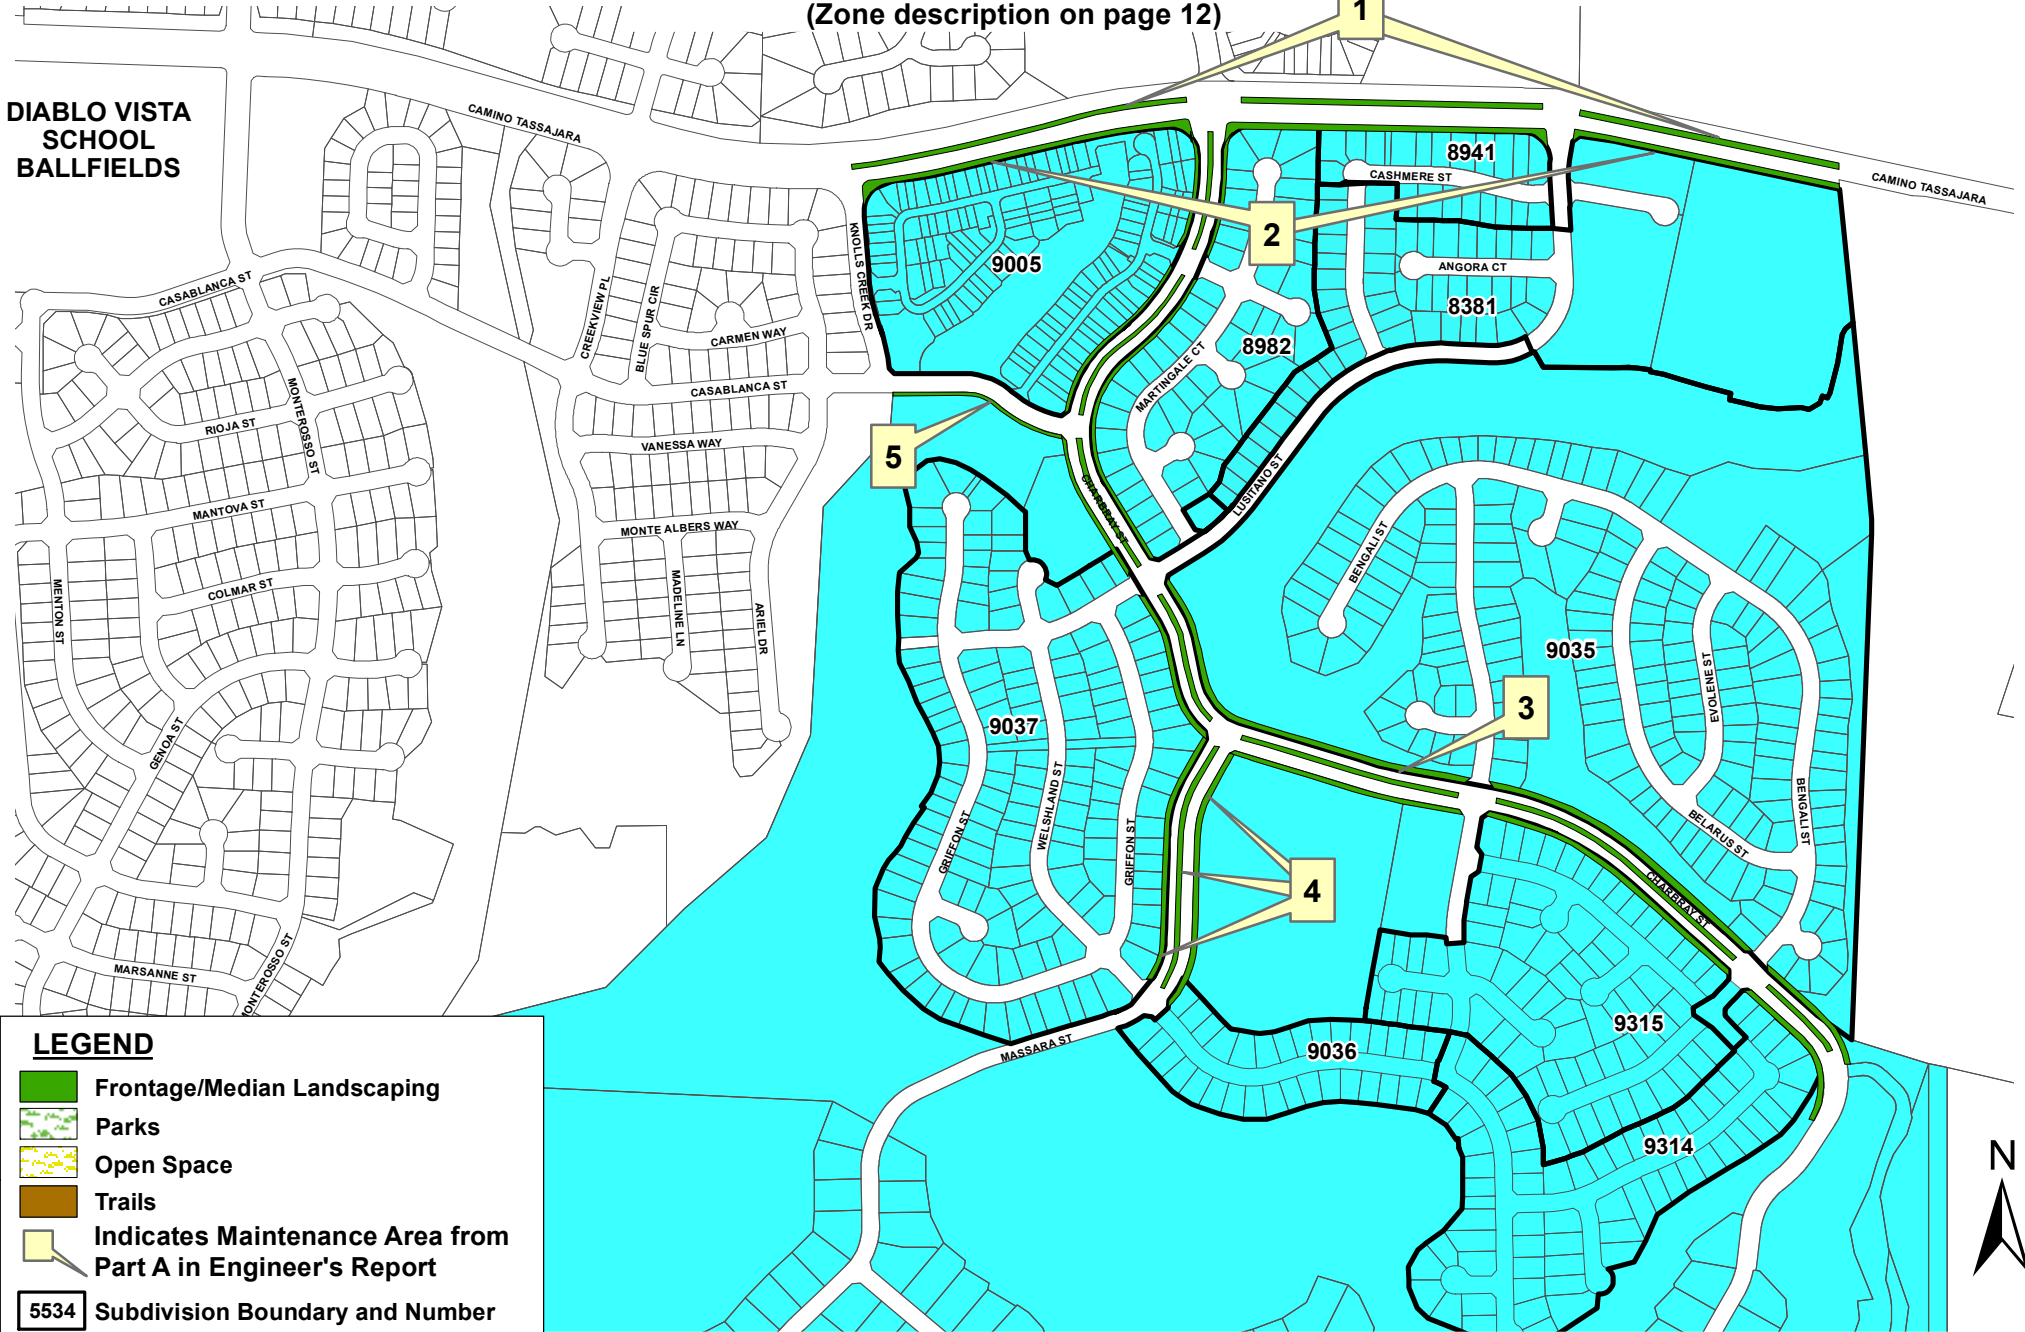 (Zone description on page 12)
1
DIABLO VISTA
SCHOOL
BALLFIELDS
CAMINO TASSAJARA
8941
CASHMERE ST
CAMINO TASSAJARA
2
KNOLLS CREEK DR
9005
ANGORA CT
8381
CASABLANCA ST
CREEKVIEW PL
BLUE SPUR CIR
CARMEN WAY
8982
MARTINGALE CT
CASABLANCA ST
MONTEROSSO ST
RIOJA ST
VANESSA WAY
5
CHARBRAY ST
LUSITANO ST
MANTOVA ST
MONTE ALBERS WAY
BENGALI ST
MENTON ST
COLMAR ST
MADELINE LN
ARIEL DR
9035
EVOLENE ST
3
9037
GENOA ST
WELSHLAND ST
GRIFFON ST
GRIFFON ST
BENGALI ST
BELARUS ST
4
CHARBRAY ST
MARSANNE ST
MONTEROSSO ST
9315
MASSARA ST
9036
9314
N
LEGEND
Frontage/Median Landscaping
Parks
Open Space
Trails
Indicates Maintenance Area from
Part A in Engineer's Report
5534 Subdivision Boundary and Number